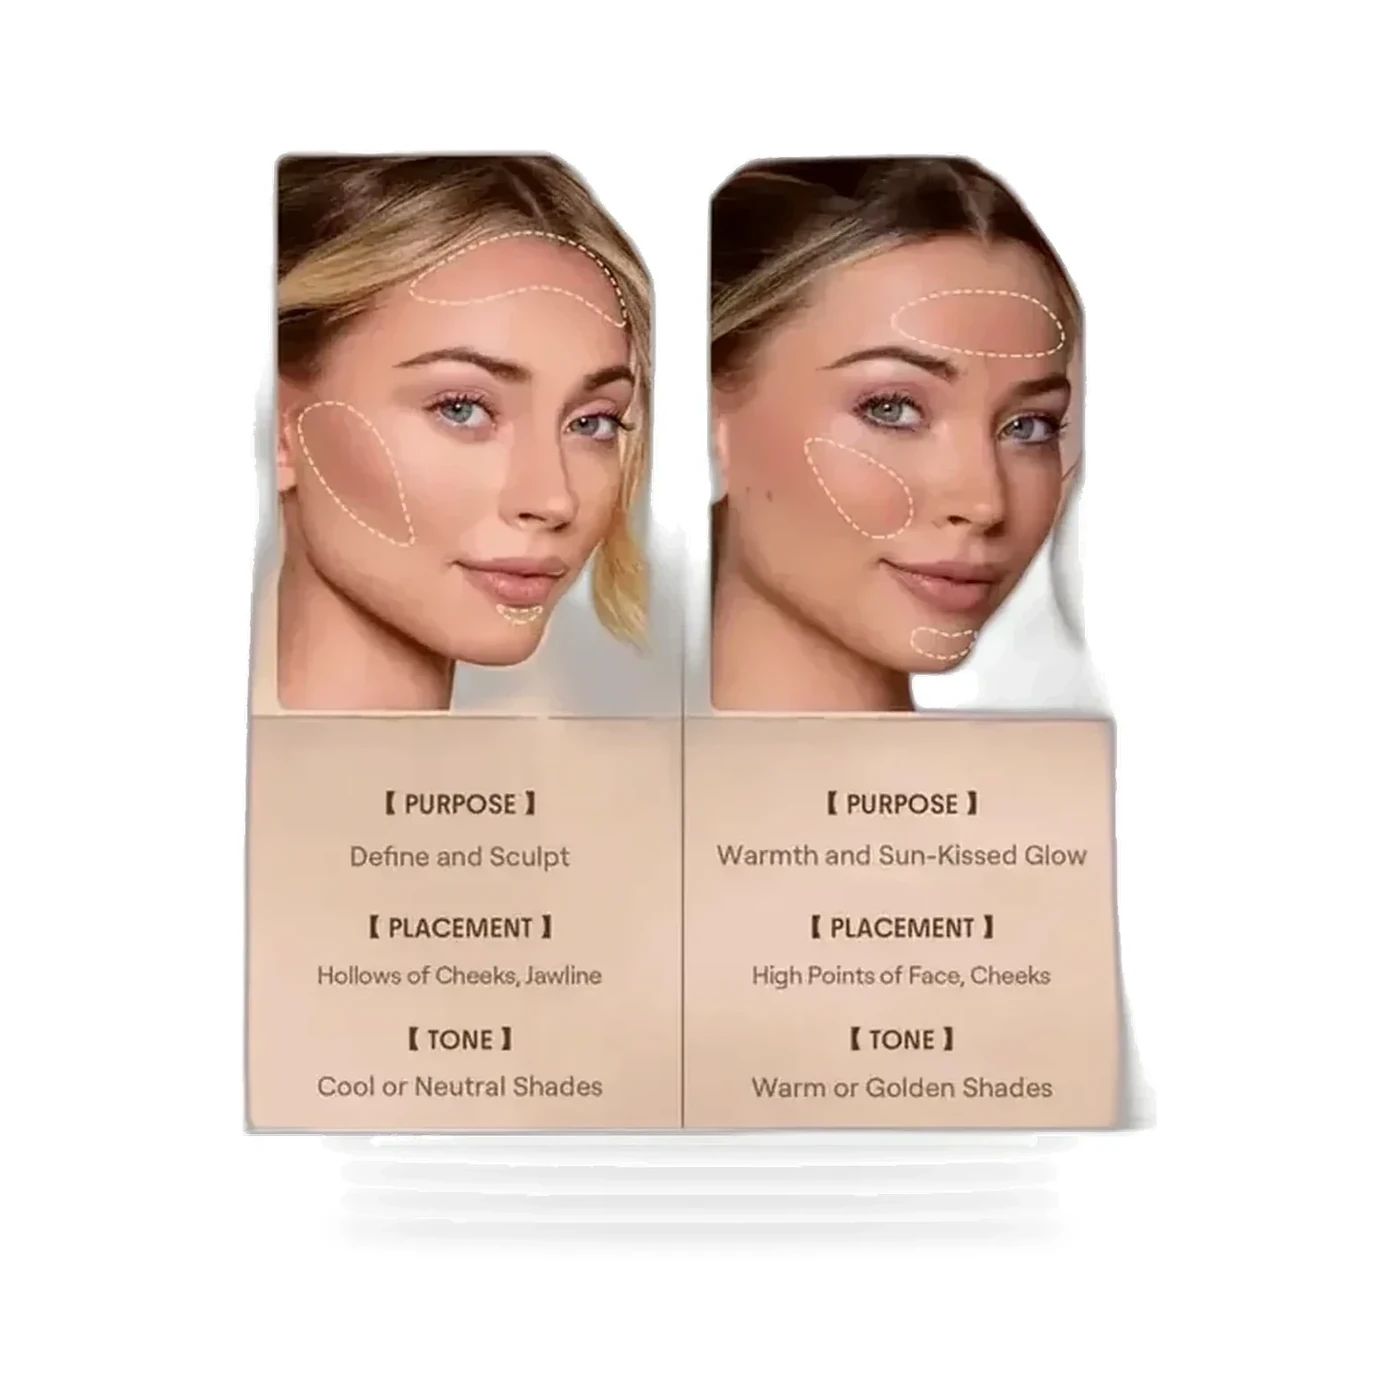 【 PURPOSE 】
Define and Sculpt
【 PLACEMENT 】
Hollows of Cheeks, Jawline
【 TONE 】
Cool or Neutral Shades
【 PURPOSE 】
Warmth and Sun-Kissed Glow
【 PLACEMENT 】
High Points of Face, Cheeks
【 TONE 】
Warm or Golden Shades